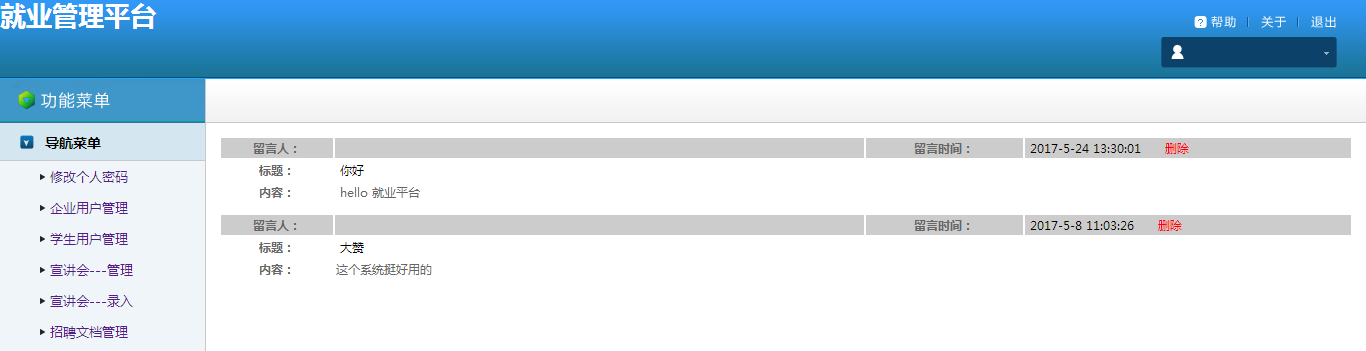 就业管理平台
? 帮助 | 关于 | 退出
功能菜单
导航菜单
修改个人密码
企业用户管理
学生用户管理
宣讲会---管理
宣讲会---录入
招聘文档管理
留言人： 留言时间： 2017-5-24 13:30:01 删除
标题： 你好
内容： hello 就业平台
留言人： 留言时间： 2017-5-8 11:03:26 删除
标题： 大赞
内容： 这个系统挺好用的